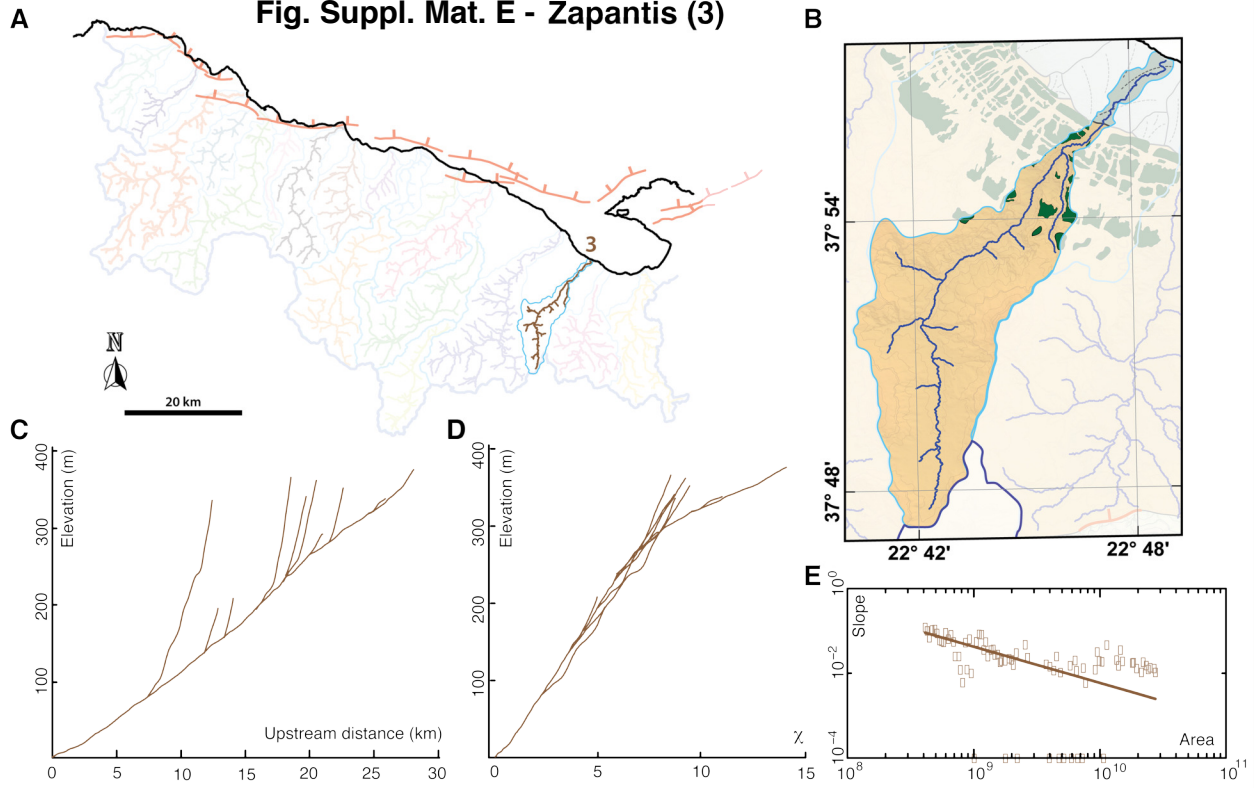 Fig. Suppl. Mat. E - Zapantis (3)
A
3
N
20 km
B
37° 54'
37° 48'
22° 42'
22° 48'
C
400
300
200
100
Elevation (m)
Upstream distance (km)
0 5 10 15 20 25 30
D
400
300
200
100
Elevation (m)
χ
0 5 10 15
E
10⁰
10⁻²
10⁻⁴
Slope
Area
10⁸ 10⁹ 10¹⁰ 10¹¹